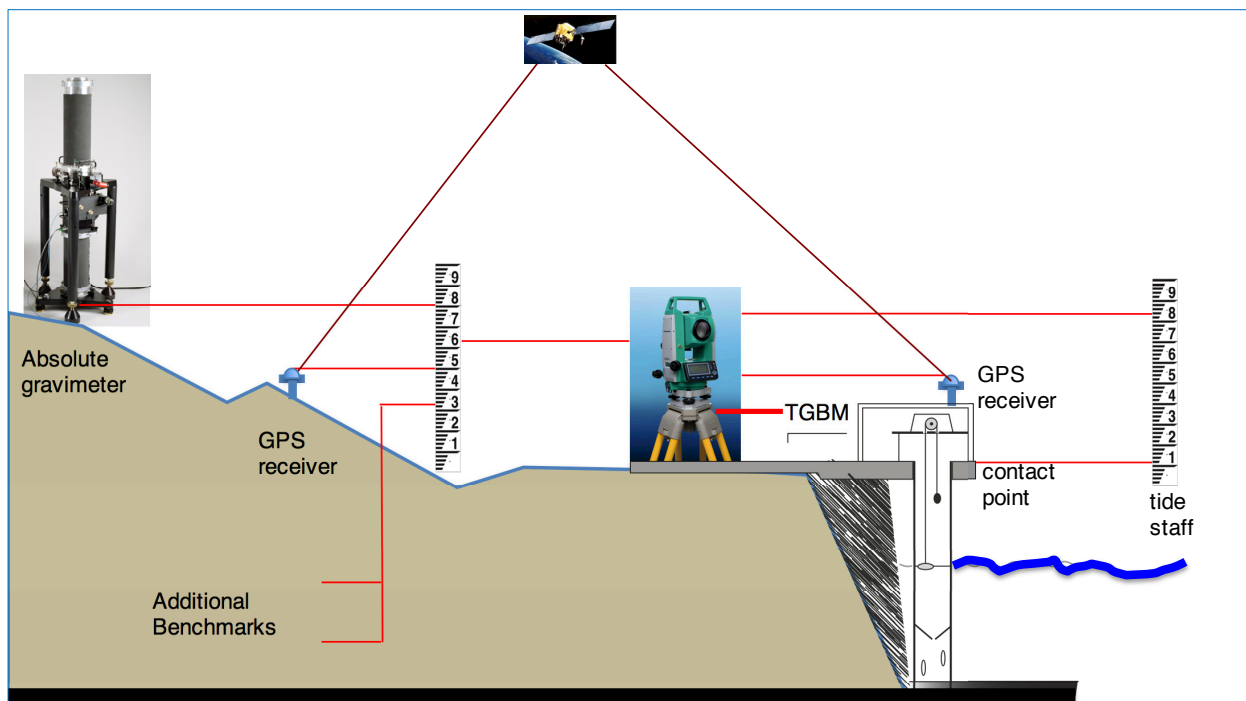 9
8
7
6
5
4
3
2
1
9
8
7
6
5
4
3
2
1
Absolute
gravimeter
GPS
receiver
TGBM
GPS
receiver
contact
point
tide
staff
Additional
Benchmarks